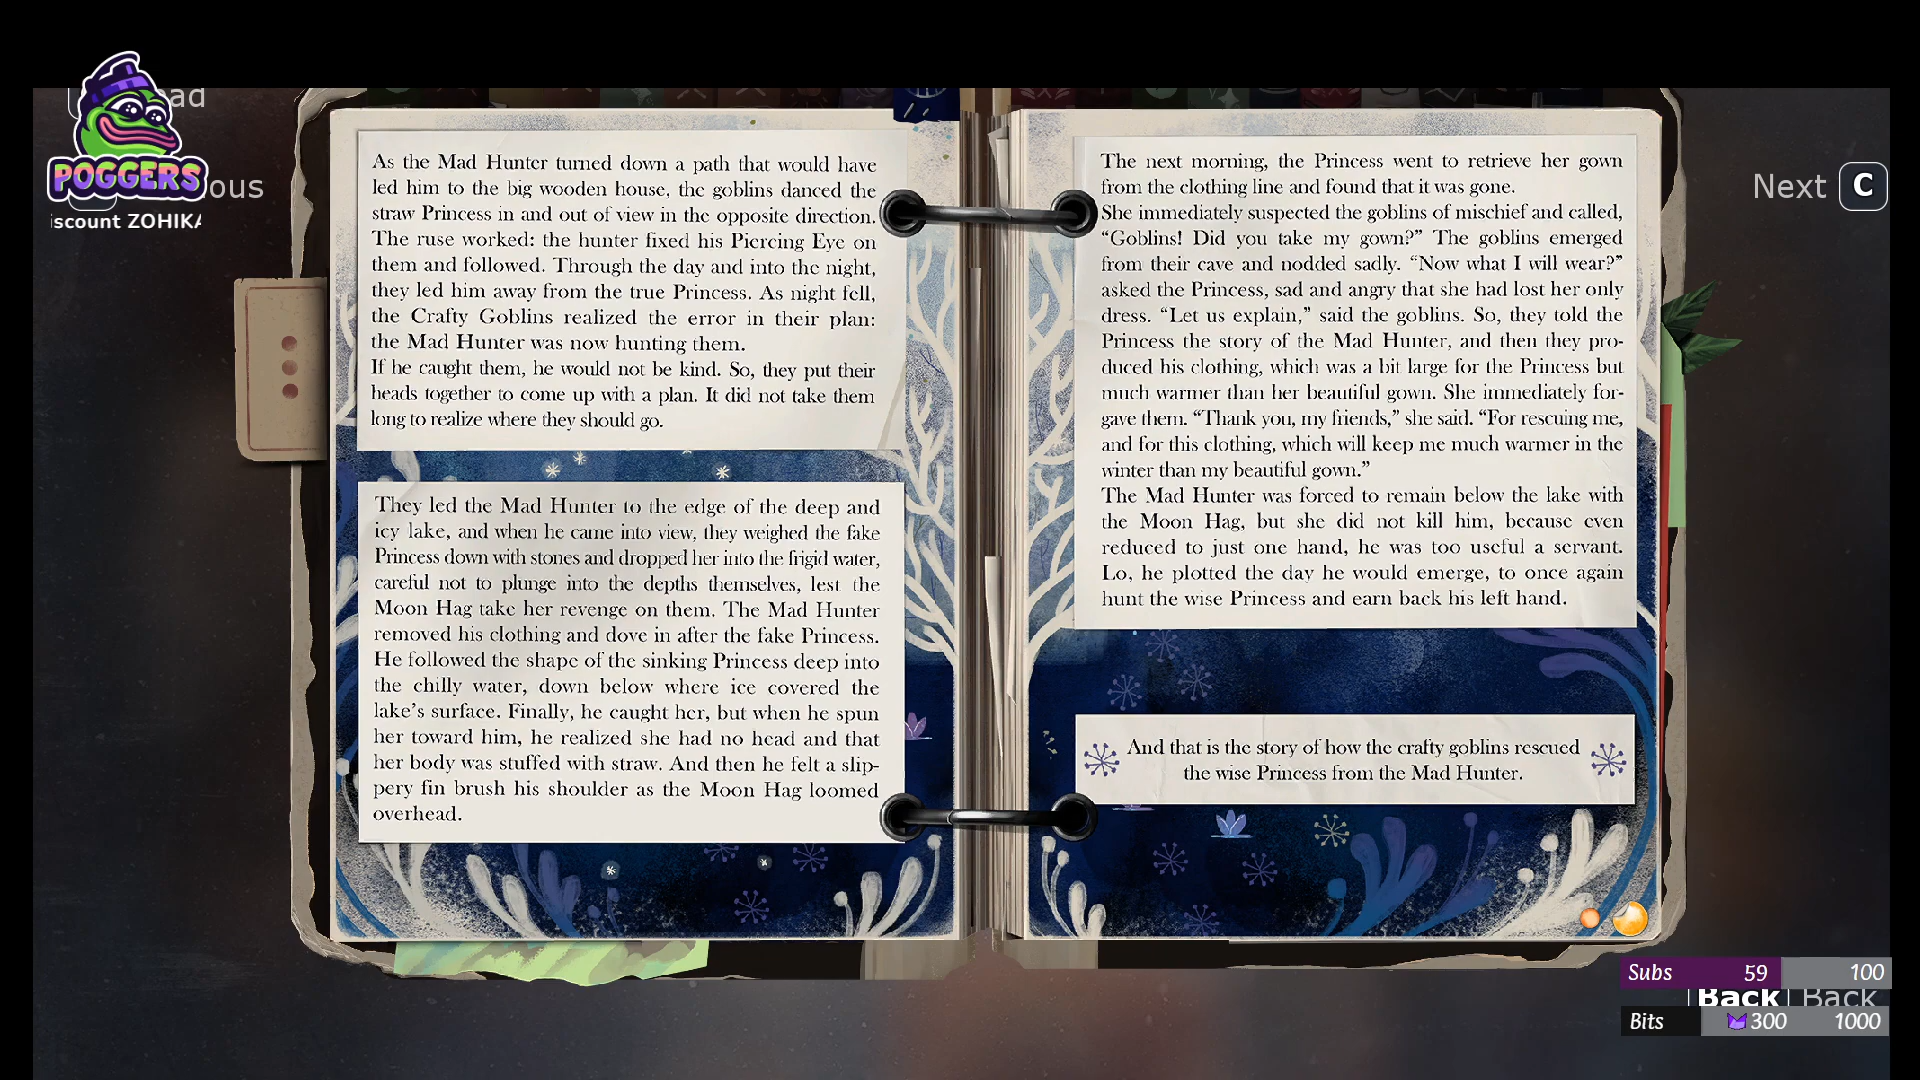 ad
POGGERS
ous
iscount ZOHIKA
Next C
As the Mad Hunter turned down a path that would have
led him to the big wooden house, the goblins danced the
straw Princess in and out of view in the opposite direction.
The ruse worked: the hunter fixed his Piercing Eye on
them and followed. Through the day and into the night,
they led him away from the true Princess. As night fell,
the Crafty Goblins realized the error in their plan:
the Mad Hunter was now hunting them.
If he caught them, he would not be kind. So, they put their
heads together to come up with a plan. It did not take them
long to realize where they should go.
They led the Mad Hunter to the edge of the deep and
icy lake, and when he came into view, they weighed the fake
Princess down with stones and dropped her into the frigid water,
careful not to plunge into the depths themselves, lest the
Moon Hag take her revenge on them. The Mad Hunter
removed his clothing and dove in after the fake Princess.
He followed the shape of the sinking Princess deep into
the chilly water, down below where ice covered the
lake's surface. Finally, he caught her, but when he spun
her toward him, he realized she had no head and that
her body was stuffed with straw. And then he felt a slip-
pery fin brush his shoulder as the Moon Hag loomed
overhead.
The next morning, the Princess went to retrieve her gown
from the clothing line and found that it was gone.
She immediately suspected the goblins of mischief and called,
“Goblins! Did you take my gown?” The goblins emerged
from their cave and nodded sadly. “Now what I will wear?”
asked the Princess, sad and angry that she had lost her only
dress. “Let us explain,” said the goblins. So, they told the
Princess the story of the Mad Hunter, and then they pro-
duced his clothing, which was a bit large for the Princess but
much warmer than her beautiful gown. She immediately for-
gave them. “Thank you, my friends,” she said. “For rescuing me,
and for this clothing, which will keep me much warmer in the
winter than my beautiful gown.”
The Mad Hunter was forced to remain below the lake with
the Moon Hag, but she did not kill him, because even
reduced to just one hand, he was too useful a servant.
Lo, he plotted the day he would emerge, to once again
hunt the wise Princess and earn back his left hand.
And that is the story of how the crafty goblins rescued
the wise Princess from the Mad Hunter.
Subs 59 100
Back Back
Bits 300 1000